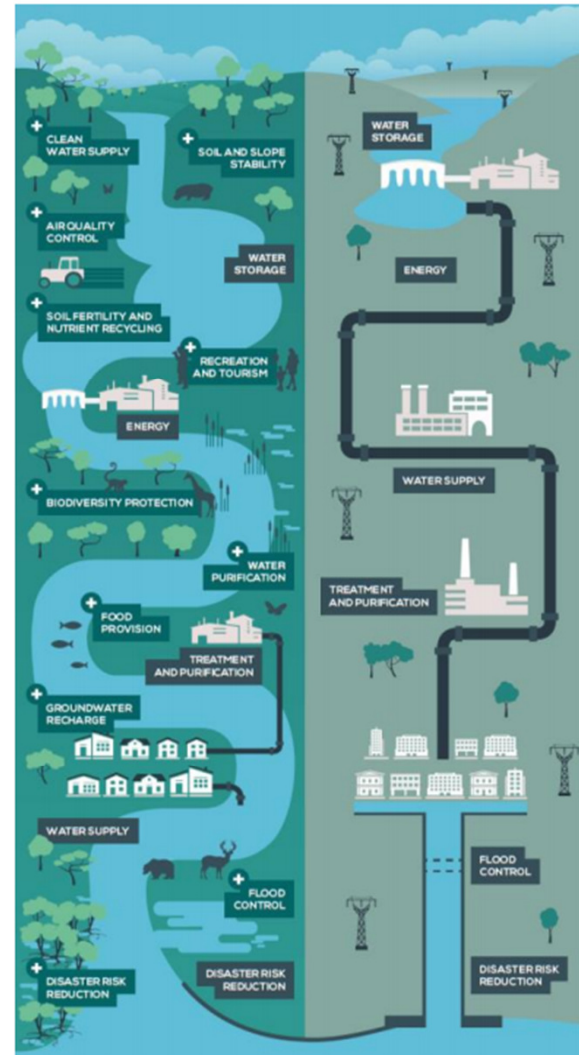 CLEAN
WATER SUPPLY
SOIL AND SLOPE
STABILITY
AIR QUALITY
CONTROL
WATER
STORAGE
SOIL FERTILITY AND
NUTRIENT RECYCLING
RECREATION
AND TOURISM
ENERGY
BIODIVERSITY PROTECTION
WATER
PURIFICATION
FOOD
PROVISION
TREATMENT
AND PURIFICATION
GROUNDWATER
RECHARGE
WATER SUPPLY
FLOOD
CONTROL
DISASTER RISK
REDUCTION
DISASTER RISK
REDUCTION
WATER
STORAGE
ENERGY
WATER SUPPLY
TREATMENT
AND PURIFICATION
FLOOD
CONTROL
DISASTER RISK
REDUCTION